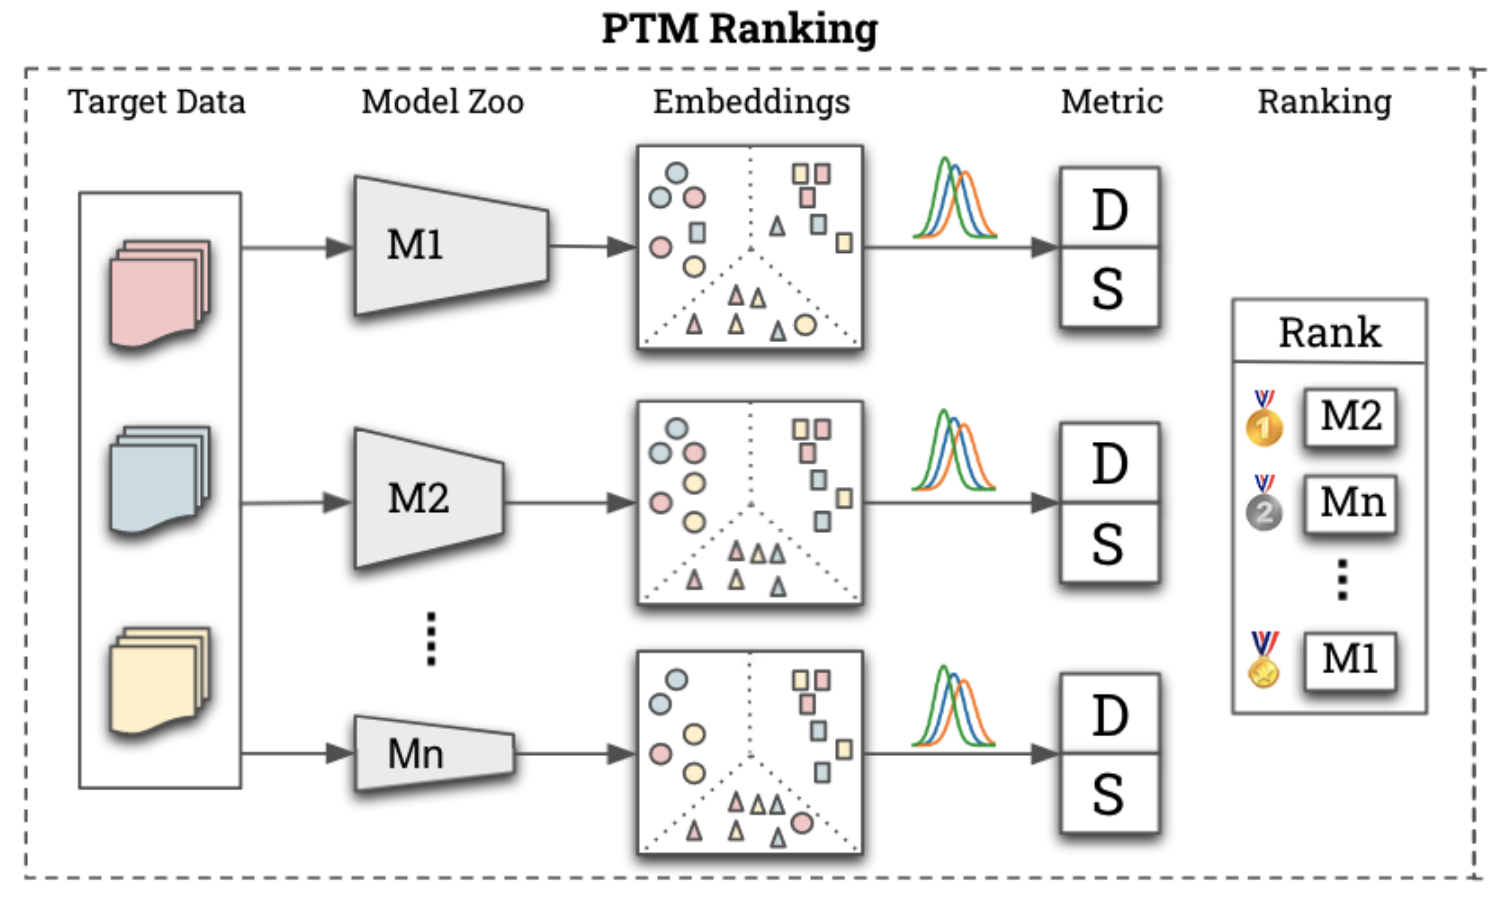 PTM Ranking
Target Data
Model Zoo
Embeddings
Metric
Ranking
M1
D
S
M2
D
S
Mn
D
S
Rank
1
M2
2
Mn
M1